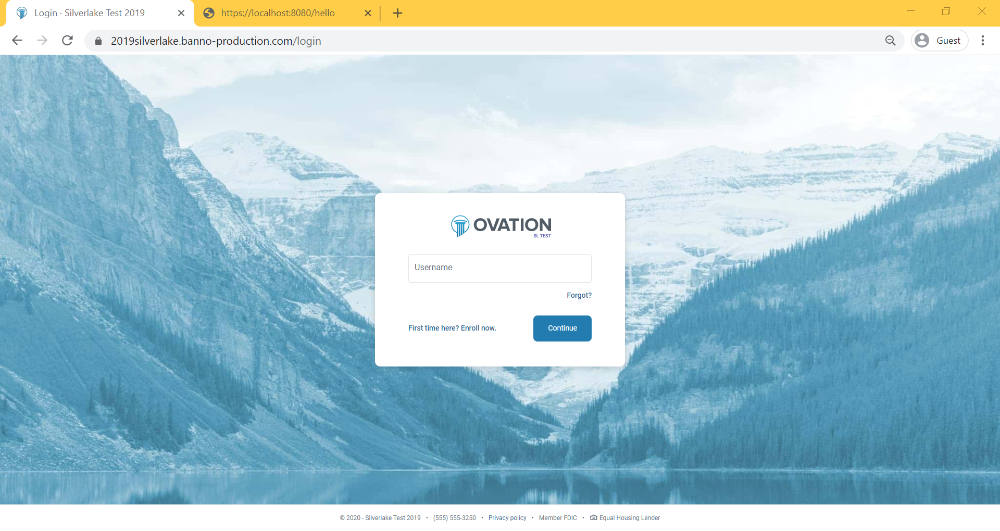 Login · Silverlake Test 2019
https://localhost:8080/hello
2019silverlake.banno-production.com/login
Guest
OVATION
SL TEST
Username
Forgot?
First time here? Enroll now.
Continue
© 2020 - Silverlake Test 2019 • (555) 555-3250 • Privacy policy • Member FDIC • Equal Housing Lender